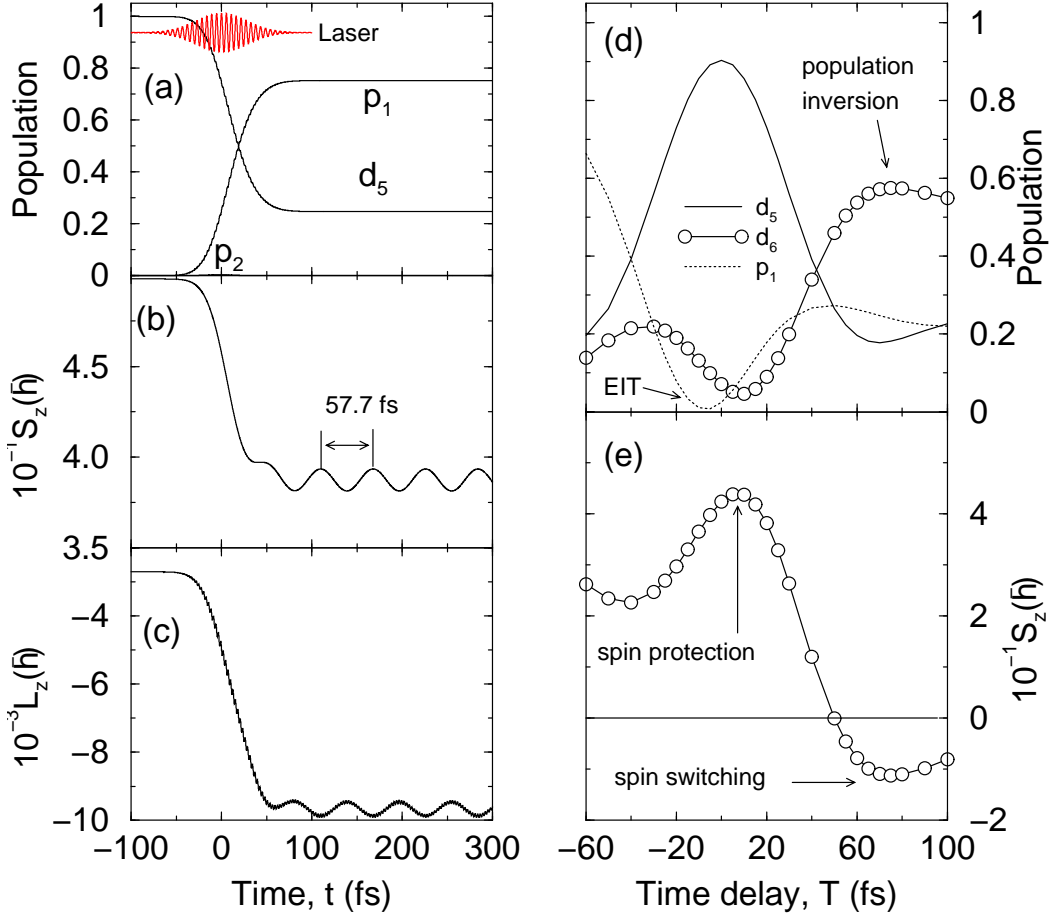 (a)
Laser
p1
d5
p2
Population
1
0.8
0.6
0.4
0.2
0
(b)
57.7 fs
10⁻¹Sz(ħ)
4.5
4.0
3.5
(c)
10⁻³Lz(ħ)
−4
−6
−8
−10
−100 0 100 200 300
Time, t (fs)
(d)
population
inversion
d5
d6
p1
EIT
1
0.8
0.6
0.4
0.2
0
Population
(e)
spin protection
spin switching
4
2
0
−2
10⁻¹Sz(ħ)
−60 −20 20 60 100
Time delay, T (fs)